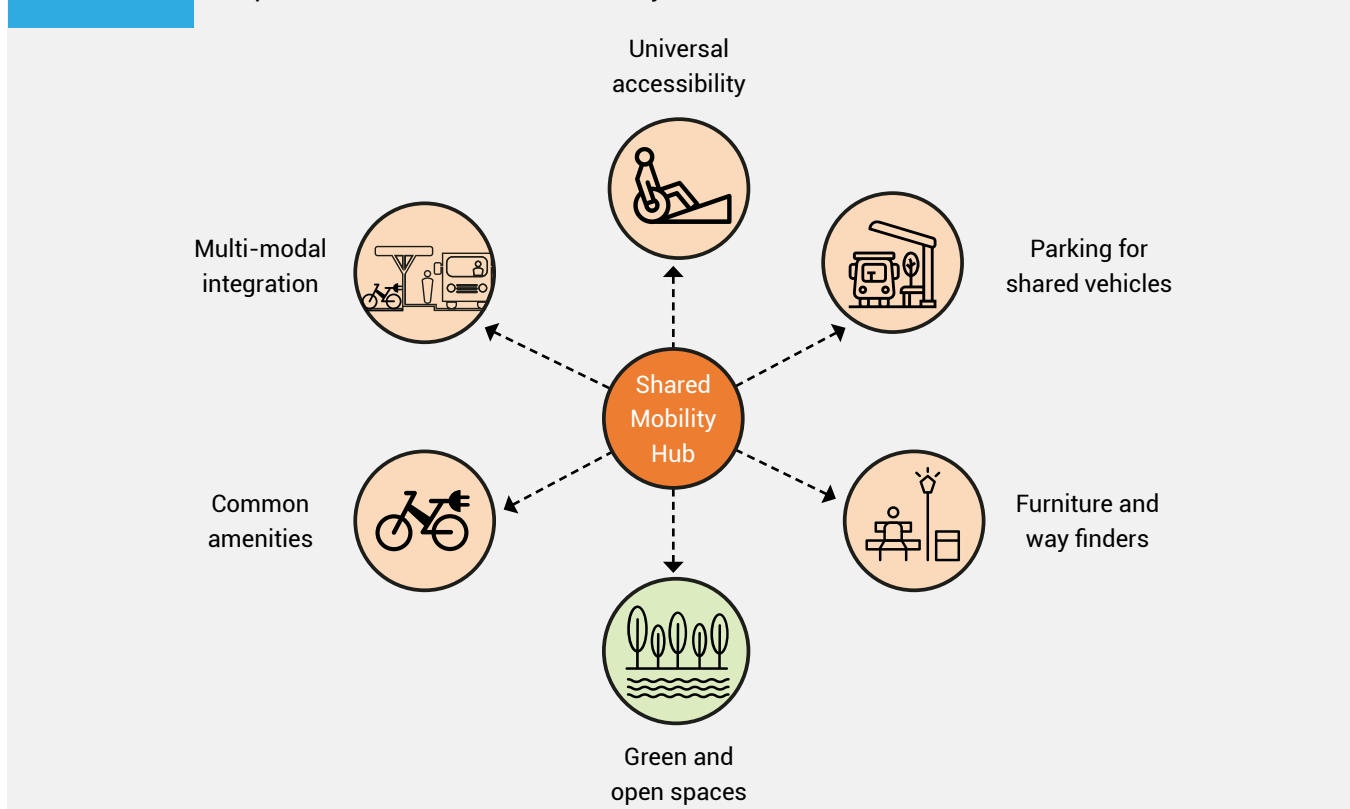 Universal
accessibility
Multi-modal
integration
Parking for
shared vehicles
Shared
Mobility
Hub
Common
amenities
Furniture and
way finders
Green and
open spaces